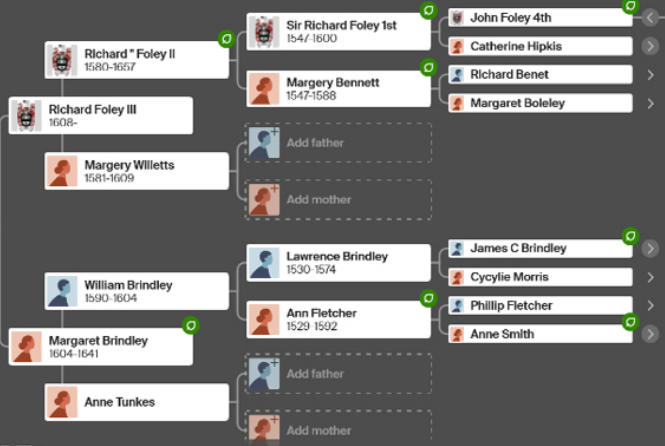 Sir Richard Foley 1st
1547-1600
John Foley 4th
Catherine Hipkis
Richard " Foley II
1580-1657
Margery Bennett
1547-1588
Richard Benet
Margaret Boleley
Richard Foley III
1608-
Add father
Margery Willetts
1581-1609
Add mother
Lawrence Brindley
1530-1574
James C Brindley
Cycylie Morris
William Brindley
1590-1604
Ann Fletcher
1529-1592
Phillip Fletcher
Anne Smith
Margaret Brindley
1604-1641
Add father
Anne Tunkes
Add mother